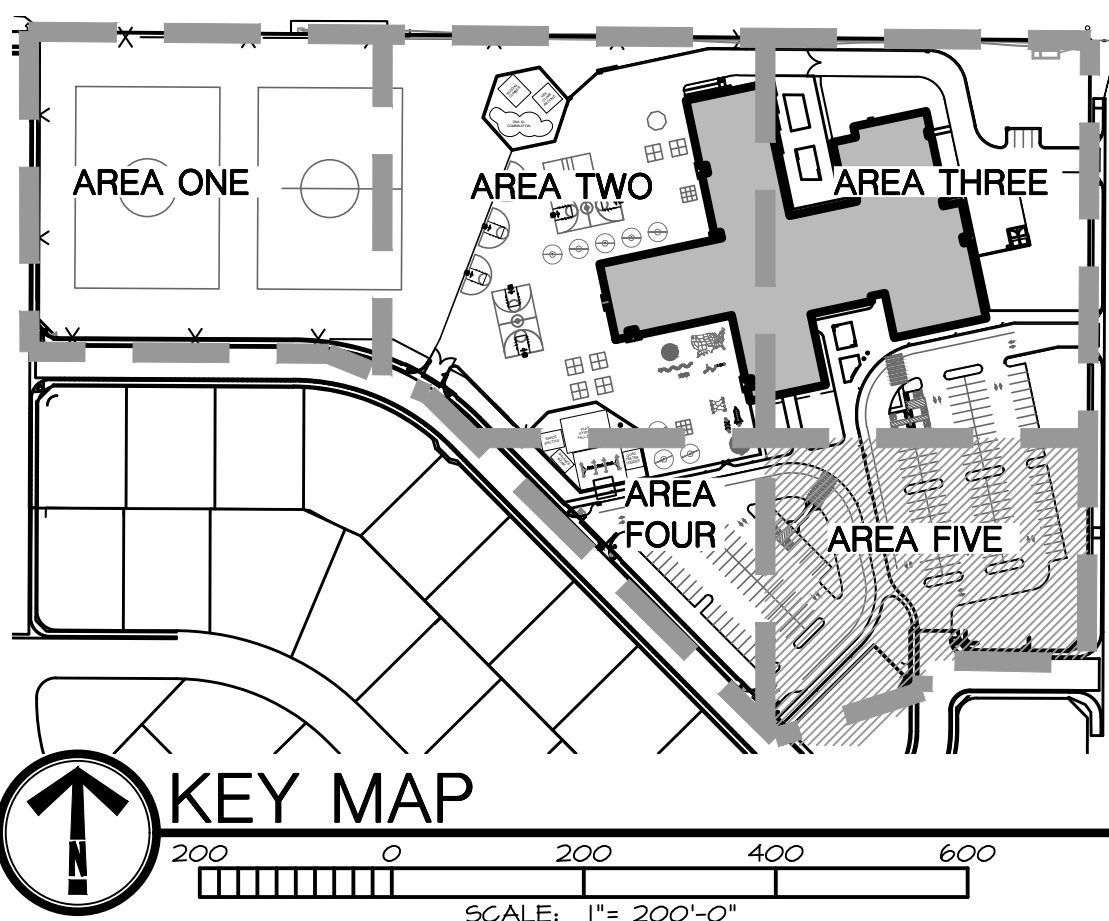 AREA ONE
AREA TWO
AREA THREE
AREA
FOUR
AREA FIVE
KEY MAP
N
200 0 200 400 600
SCALE: 1"= 200'-0"